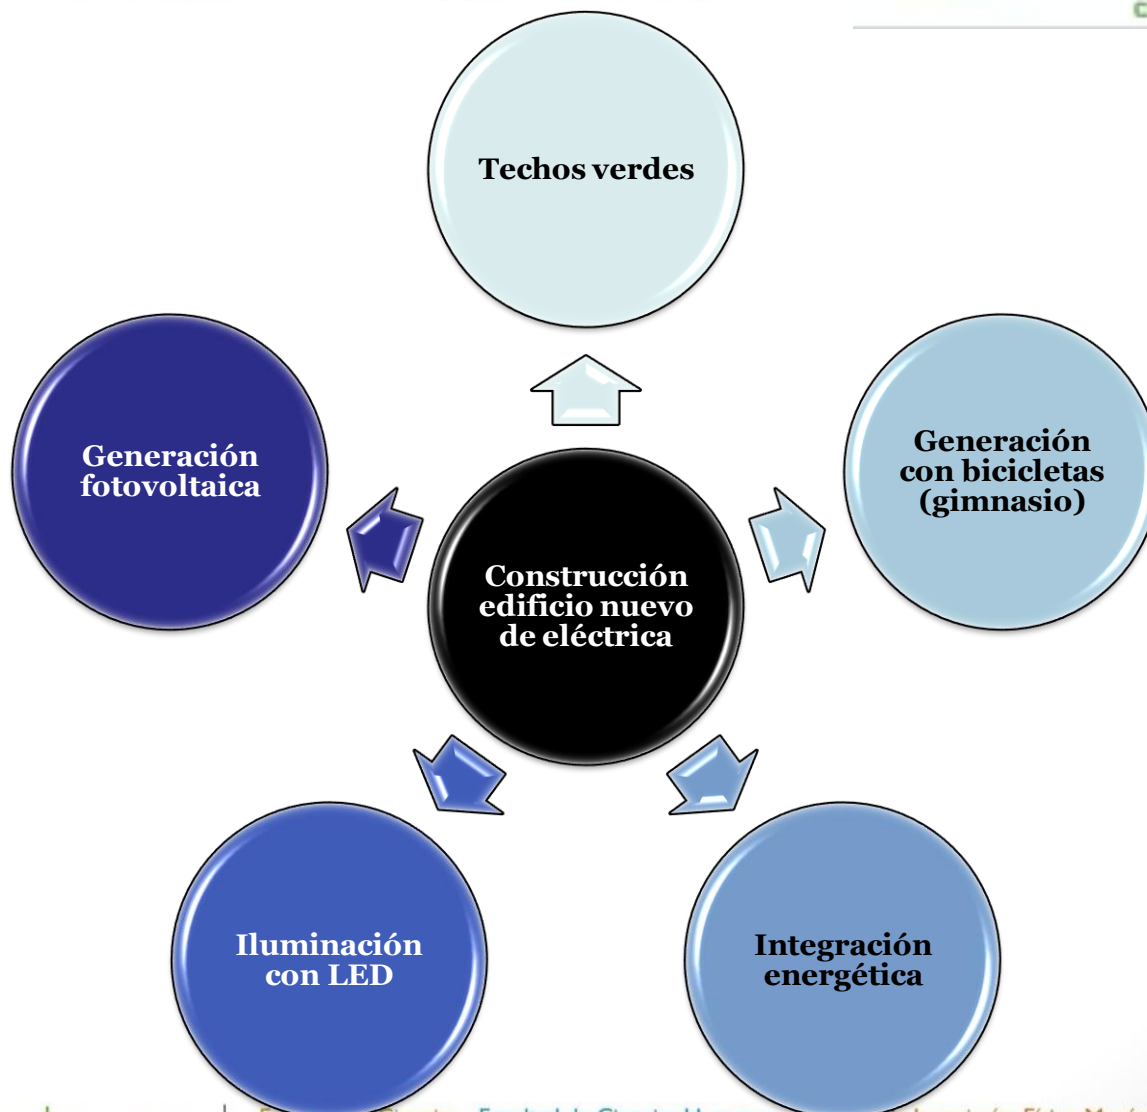 Techos verdes
Generación
fotovoltaica
Generación
con bicicletas
(gimnasio)
Construcción
edificio nuevo
de eléctrica
Iluminación
con LED
Integración
energética